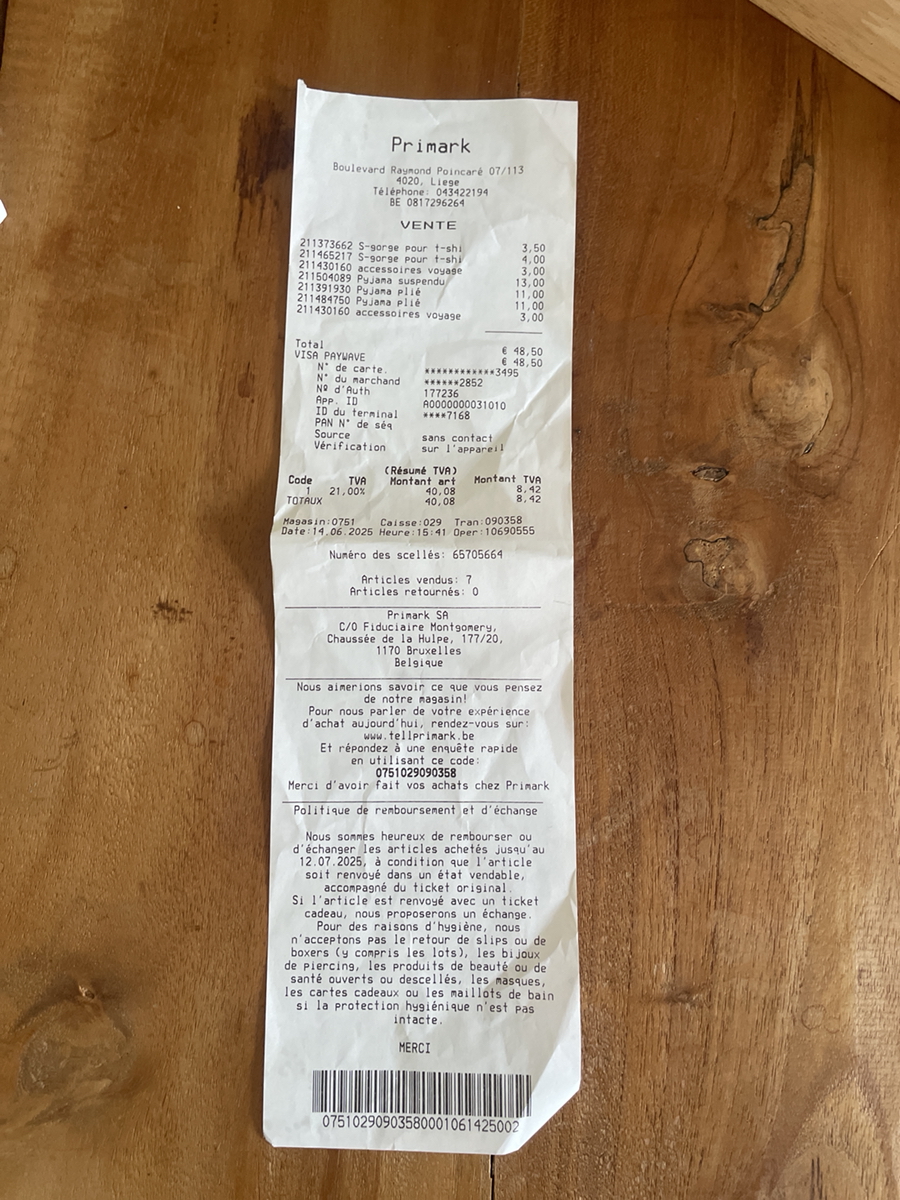 Primark
Boulevard Raymond Poincaré 07/113
4020, Liege
Téléphone: 043422194
BE 0817296264
VENTE
211373662 S-gorge pour t-shi 3,50
211465217 S-gorge pour t-shi 4,00
211430160 accessoires voyage 3,00
211504089 Pyjama suspendu 13,00
211391930 Pyjama plié 11,00
211484750 Pyjama plié 11,00
211430160 accessoires voyage 3,00
Total € 48,50
VISA PAYWAVE € 48,50
N° de carte. ************3495
N° du marchand ******2852
Nº d'Auth 177236
App. ID A0000000031010
ID du terminal ****7168
PAN N° de séq
Source sans contact
Vérification sur l'appareil
(Résumé TVA)
Code TVA Montant art Montant TVA
1 21,00% 40,08 8,42
TOTAUX 40,08 8,42
Magasin:0751 Caisse:029 Tran:090358
Date:14.06.2025 Heure:15:41 Oper:10690555
Numéro des scellés: 65705664
Articles vendus: 7
Articles retournés: 0
Primark SA
C/O Fiduciaire Montgomery,
Chaussée de la Hulpe, 177/20,
1170 Bruxelles
Belgique
Nous aimerions savoir ce que vous pensez
de notre magasin!
Pour nous parler de votre expérience
d'achat aujourd'hui, rendez-vous sur:
www.tellprimark.be
Et répondez à une enquête rapide
en utilisant ce code:
0751029090358
Merci d'avoir fait vos achats chez Primark
Politique de remboursement et d'échange
Nous sommes heureux de rembourser ou
d'échanger les articles achetés jusqu'au
12.07.2025, à condition que l'article
soit renvoyé dans un état vendable,
accompagné du ticket original.
Si l'article est renvoyé avec un ticket
cadeau, nous proposerons un échange.
Pour des raisons d'hygiène, nous
n'acceptons pas le retour de slips ou de
boxers (y compris les lots), les bijoux
de piercing, les produits de beauté ou de
santé ouverts ou descellés, les masques,
les cartes cadeaux ou les maillots de bain
si la protection hygiénique n'est pas
intacte.
MERCI
07510290903580001061425002